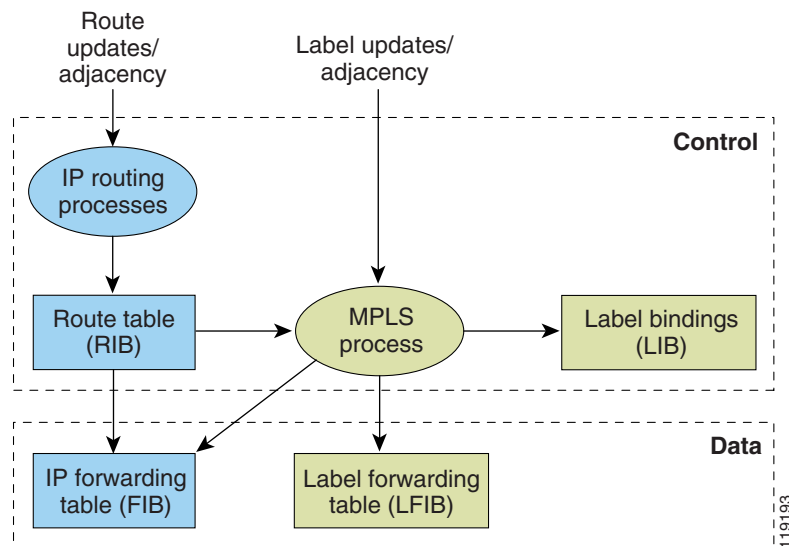 Route
updates/
adjacency
Label updates/
adjacency
Control
IP routing
processes
Route table
(RIB)
MPLS
process
Label bindings
(LIB)
Data
IP forwarding
table (FIB)
Label forwarding
table (LFIB)
119193